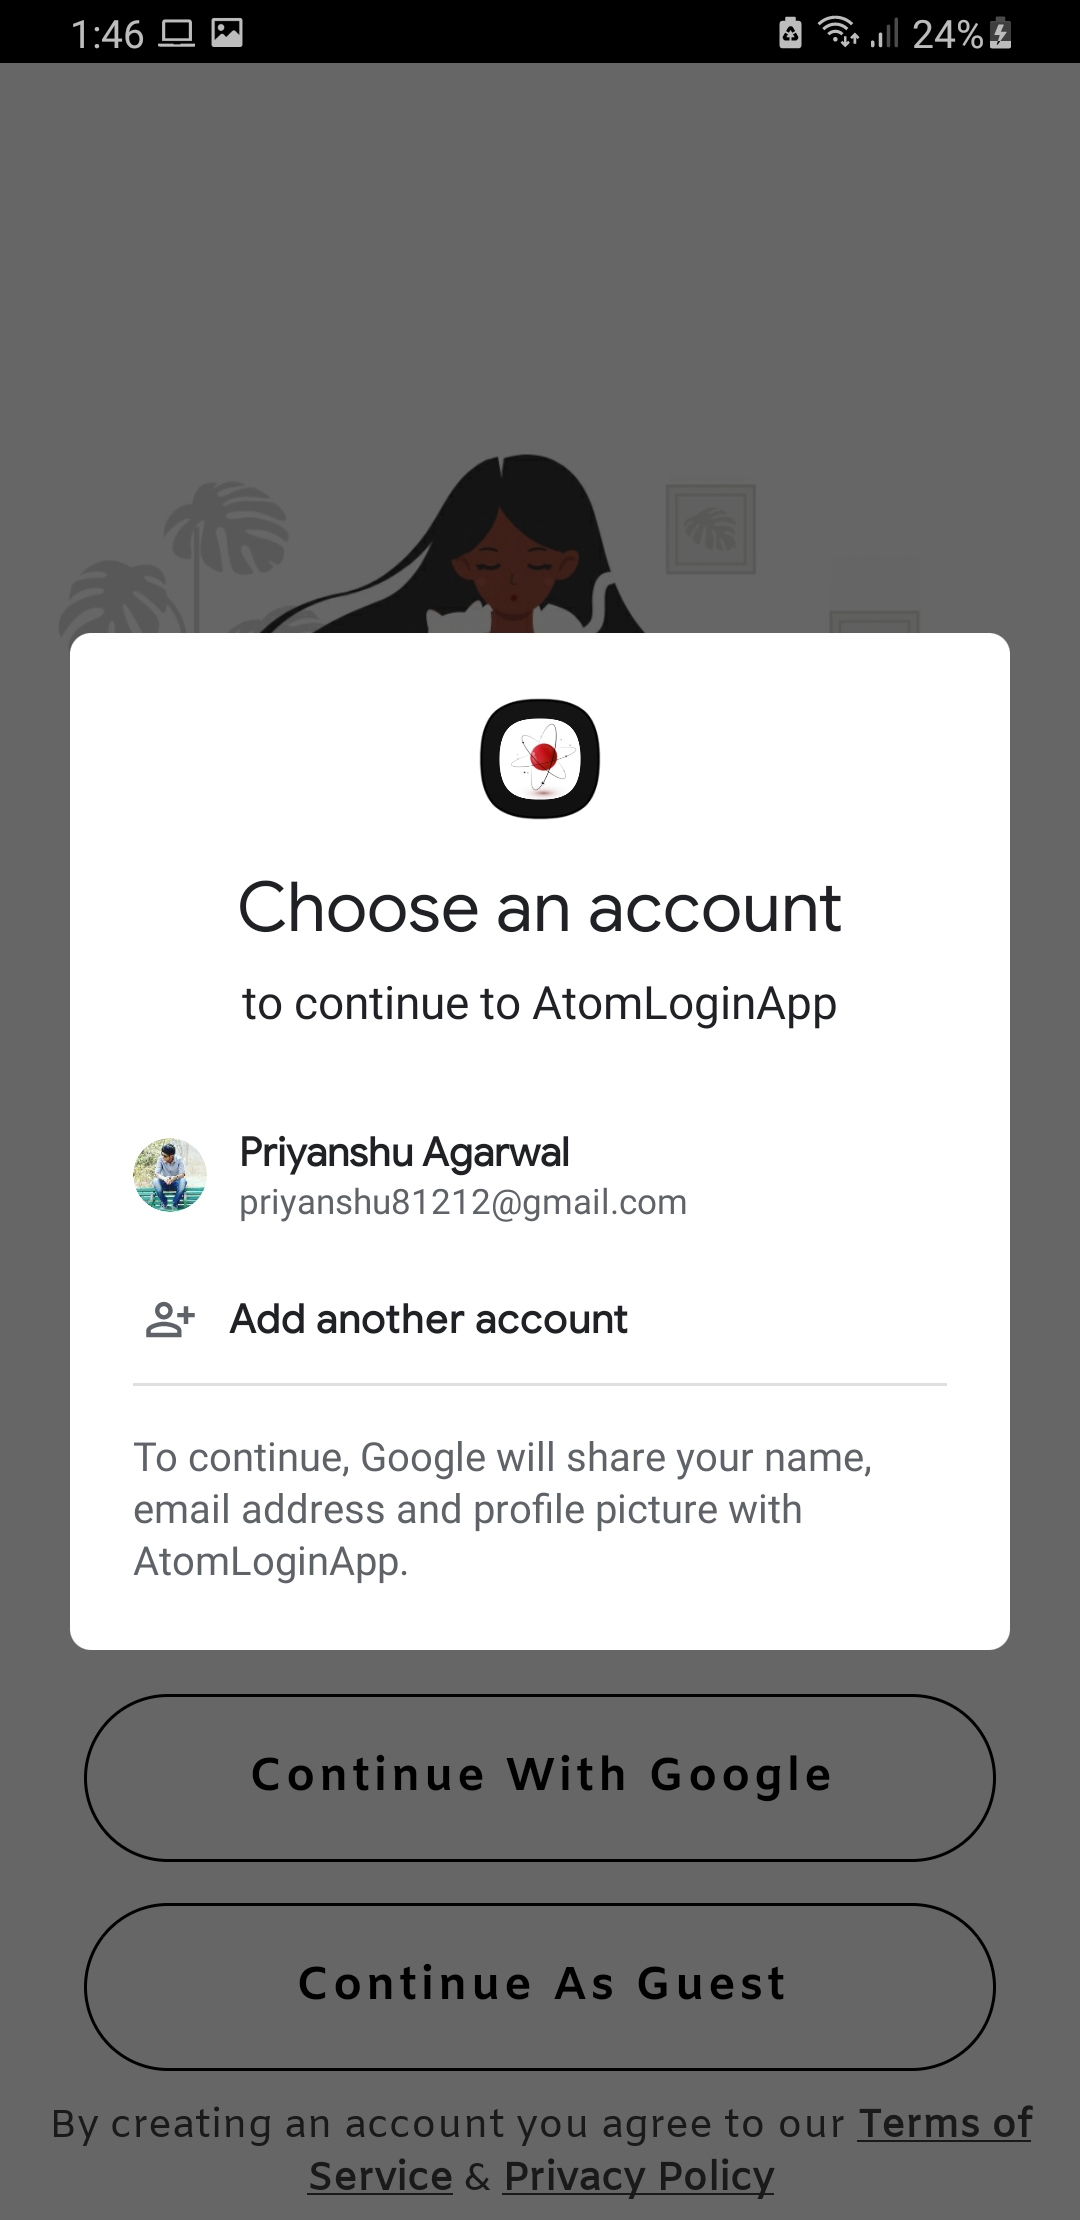 1:46
24%
Choose an account
to continue to AtomLoginApp
Priyanshu Agarwal
priyanshu81212@gmail.com
Add another account
To continue, Google will share your name,
email address and profile picture with
AtomLoginApp.
Continue With Google
Continue As Guest
By creating an account you agree to our Terms of
Service & Privacy Policy